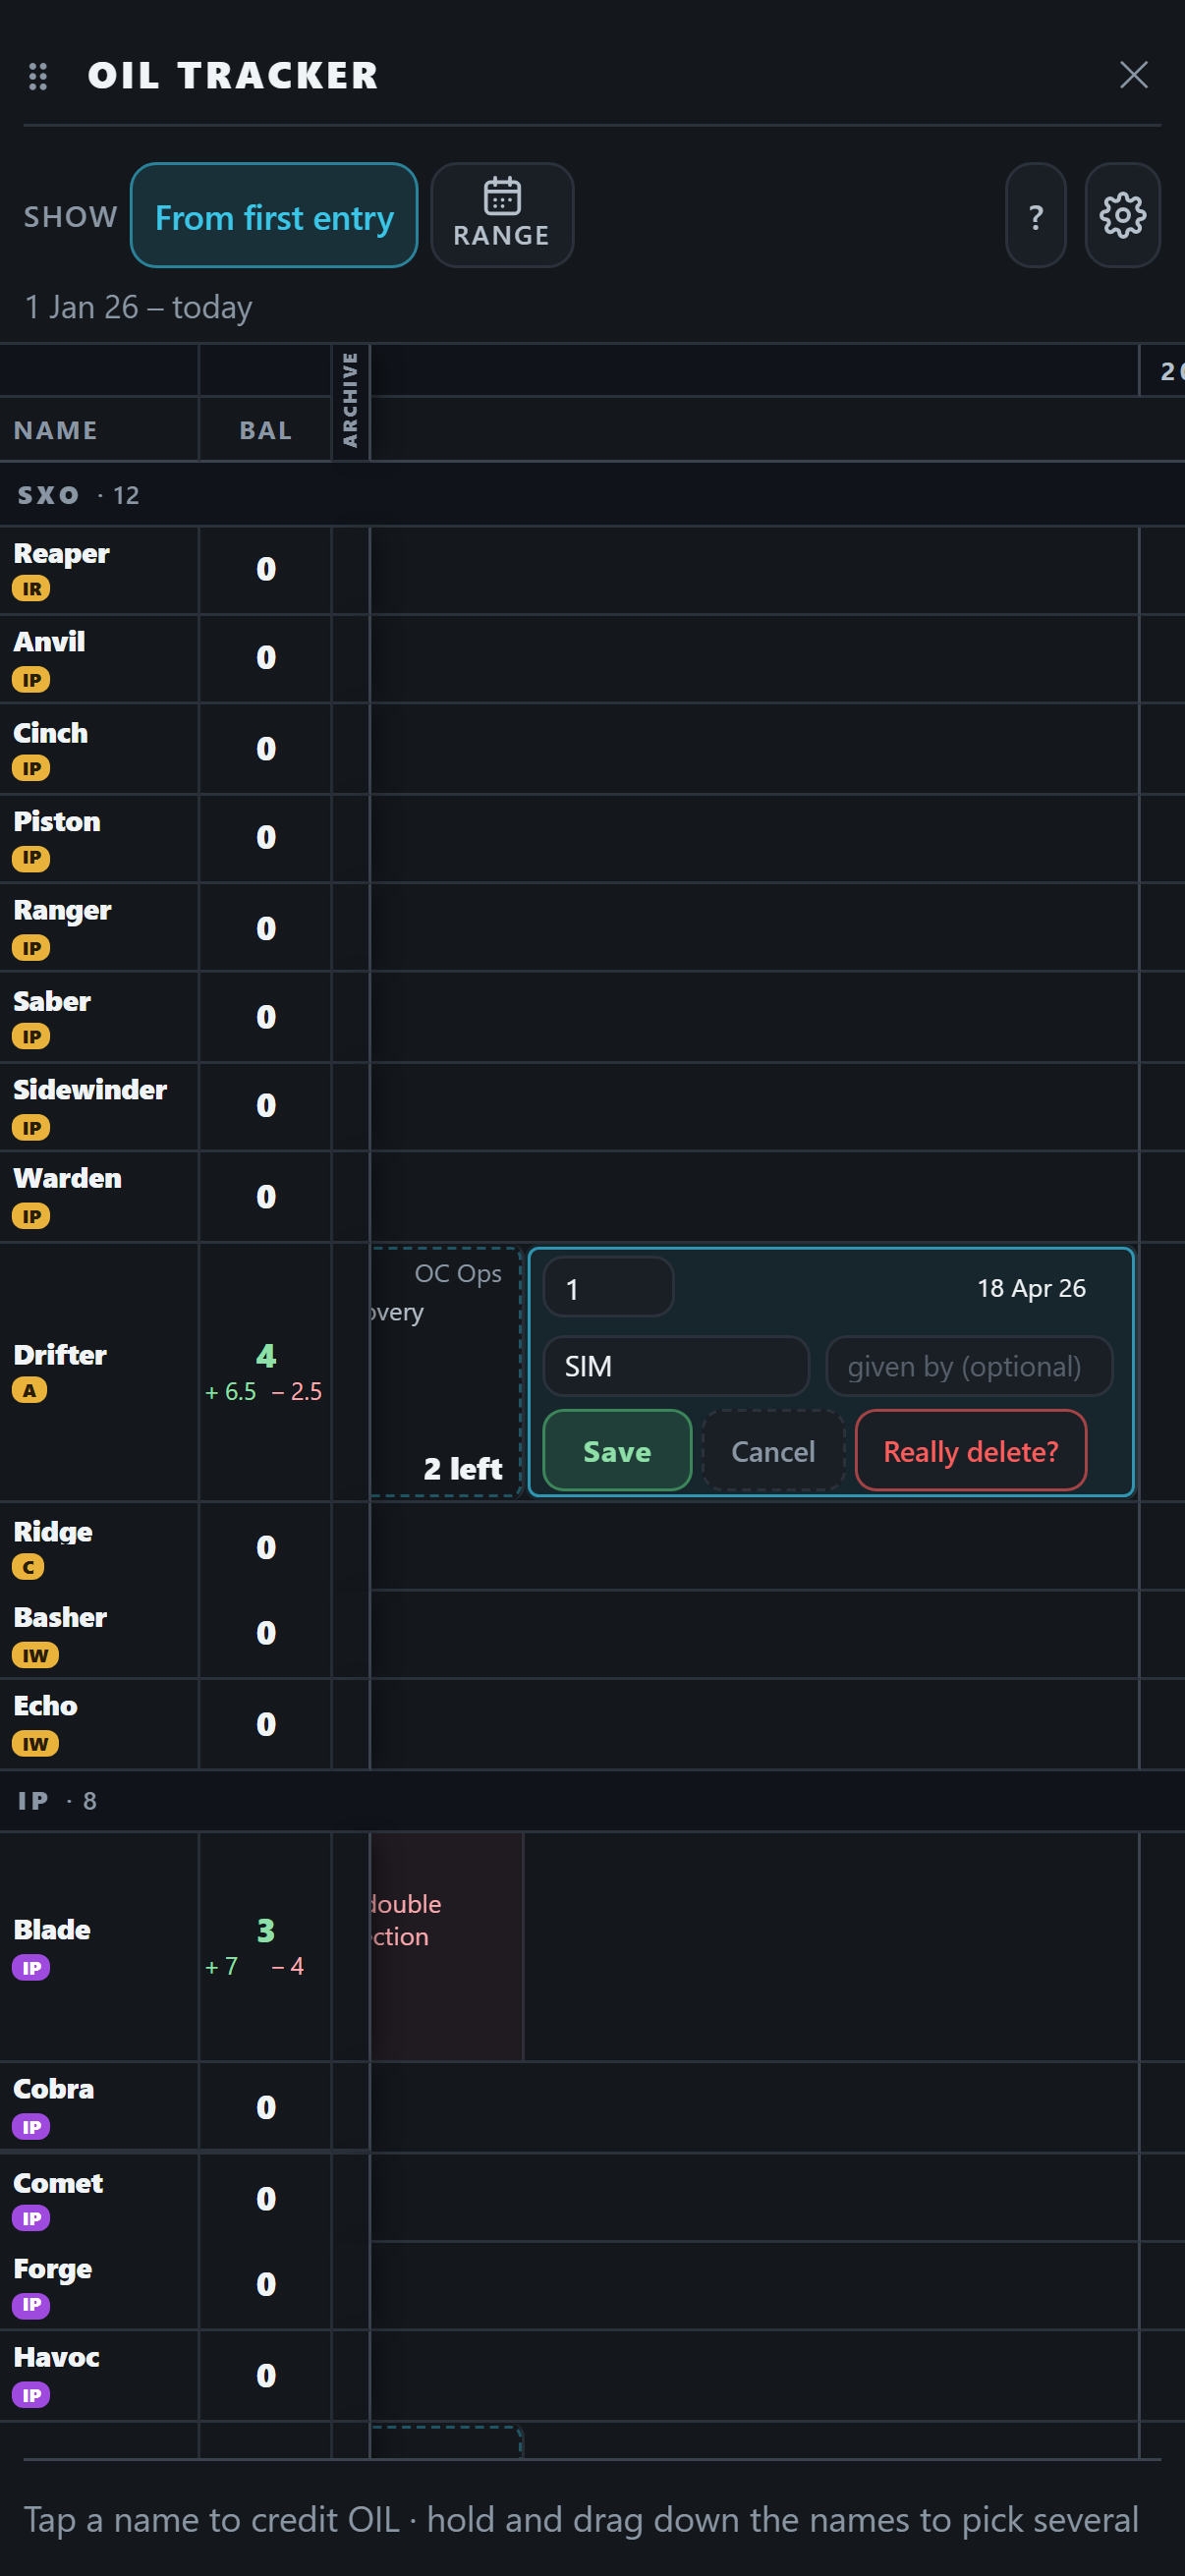 OIL TRACKER
SHOW From first entry RANGE ?
1 Jan 26 – today
ARCHIVE
NAME BAL
SXO · 12
Reaper 0
IR
Anvil 0
IP
Cinch 0
IP
Piston 0
IP
Ranger 0
IP
Saber 0
IP
Sidewinder 0
IP
Warden 0
IP
OC Ops 1 18 Apr 26
SIM given by (optional)
Drifter 4
A + 6.5 − 2.5
2 left Save Cancel Really delete?
Ridge 0
C
Basher 0
IW
Echo 0
IW
IP · 8
Blade 3
IP + 7 − 4
Cobra 0
IP
Comet 0
IP
Forge 0
IP
Havoc 0
IP
Tap a name to credit OIL · hold and drag down the names to pick several